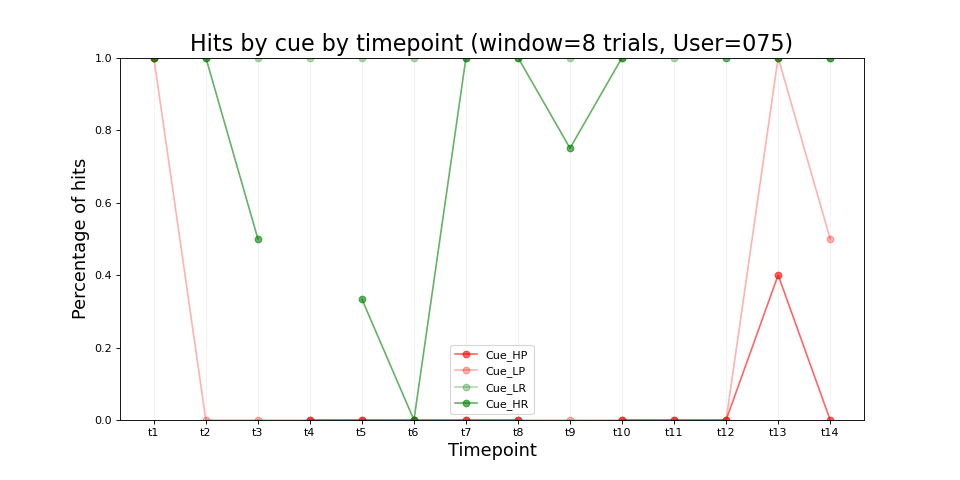 Hits by cue by timepoint (window=8 trials, User=075)
Percentage of hits
1.0
0.8
0.6
0.4
0.2
0.0
Cue_HP
Cue_LP
Cue_LR
Cue_HR
t1 t2 t3 t4 t5 t6 t7 t8 t9 t10 t11 t12 t13 t14
Timepoint